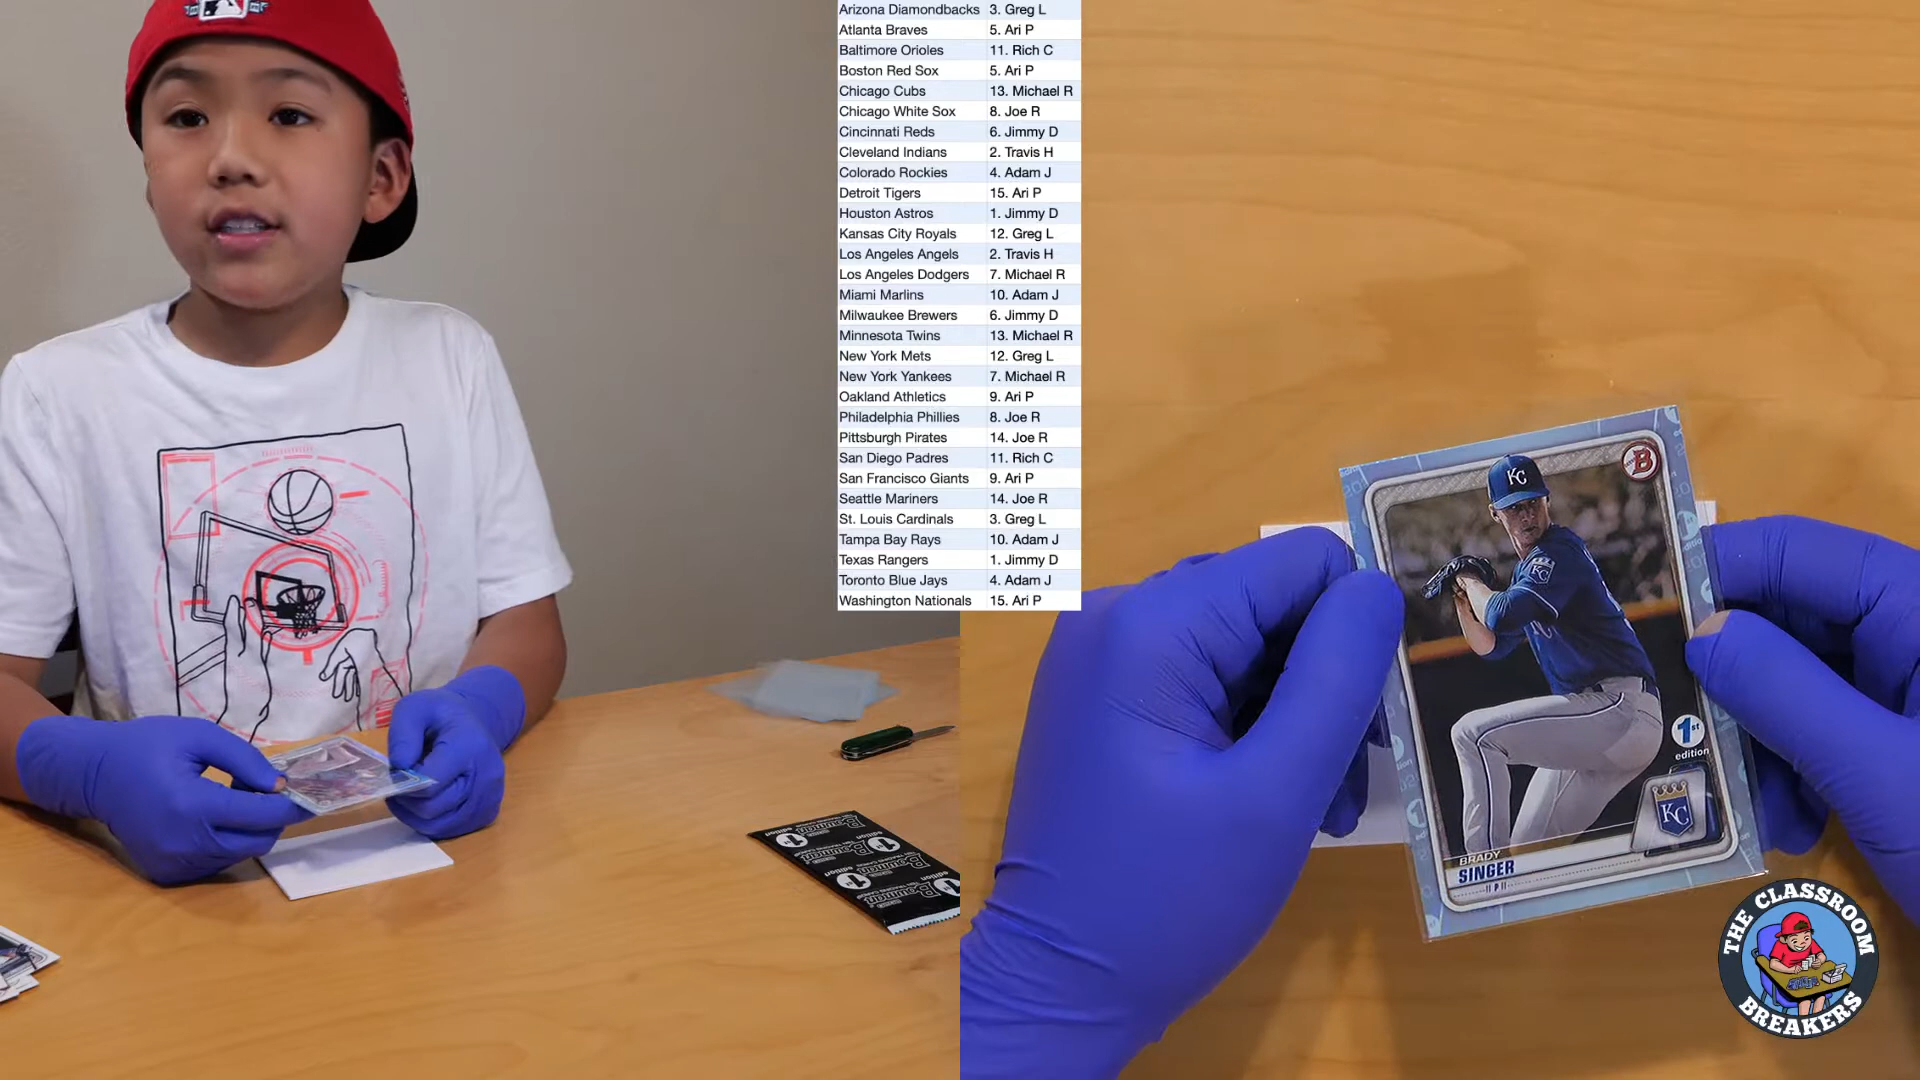 Arizona Diamondbacks 3. Greg L
Atlanta Braves 5. Ari P
Baltimore Orioles 11. Rich C
Boston Red Sox 5. Ari P
Chicago Cubs 13. Michael R
Chicago White Sox 8. Joe R
Cincinnati Reds 6. Jimmy D
Cleveland Indians 2. Travis H
Colorado Rockies 4. Adam J
Detroit Tigers 15. Ari P
Houston Astros 1. Jimmy D
Kansas City Royals 12. Greg L
Los Angeles Angels 2. Travis H
Los Angeles Dodgers 7. Michael R
Miami Marlins 10. Adam J
Milwaukee Brewers 6. Jimmy D
Minnesota Twins 13. Michael R
New York Mets 12. Greg L
New York Yankees 7. Michael R
Oakland Athletics 9. Ari P
Philadelphia Phillies 8. Joe R
Pittsburgh Pirates 14. Joe R
San Diego Padres 11. Rich C
San Francisco Giants 9. Ari P
Seattle Mariners 14. Joe R
St. Louis Cardinals 3. Greg L
Tampa Bay Rays 10. Adam J
Texas Rangers 1. Jimmy D
Toronto Blue Jays 4. Adam J
Washington Nationals 15. Ari P
B
KC
KC
1st
edition
KC
BRADY
SINGER
P
Bowman
1st
edition
THE CLASSROOM
BREAKERS